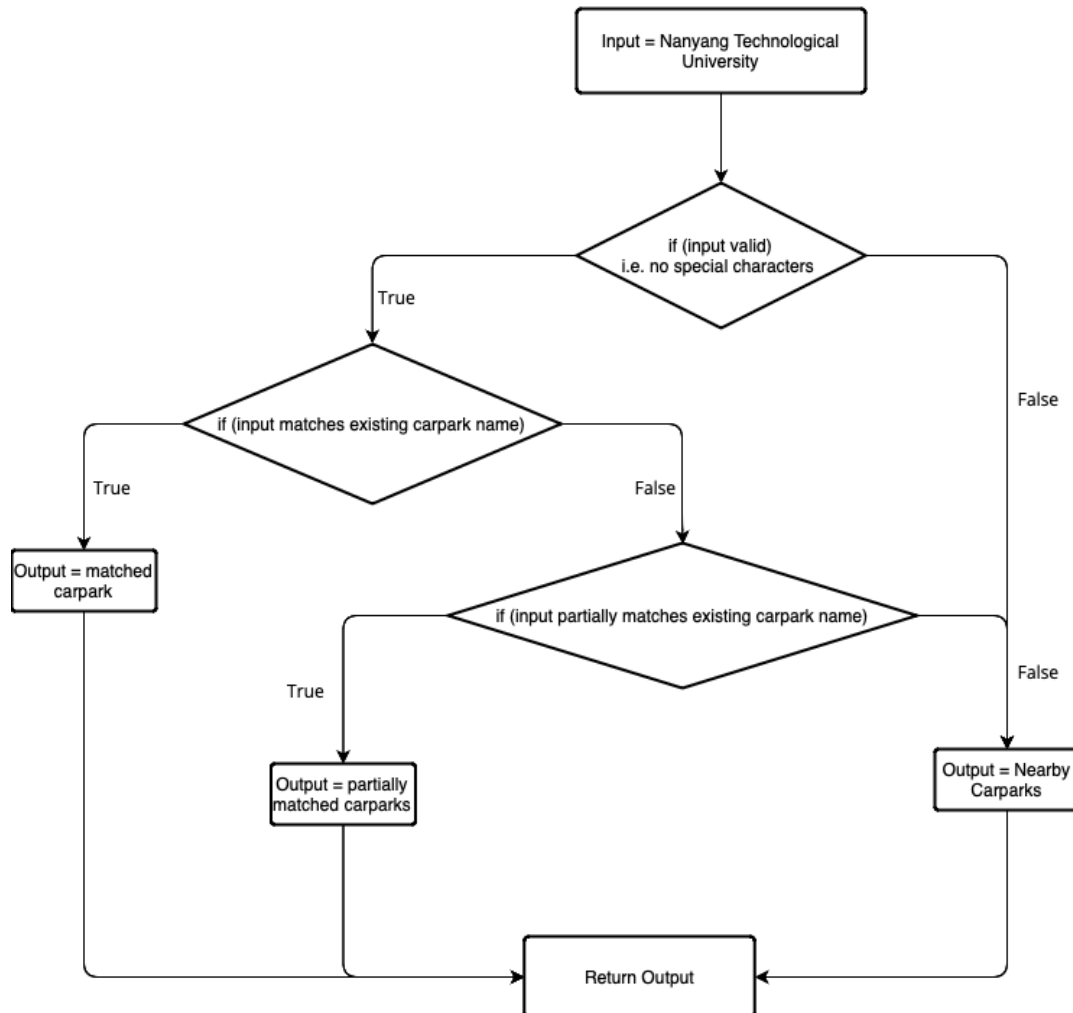 Input = Nanyang Technological
University
if (input valid)
i.e. no special characters
True
False
if (input matches existing carpark name)
True
False
Output = matched
carpark
if (input partially matches existing carpark name)
True
False
Output = partially
matched carparks
Output = Nearby
Carparks
Return Output